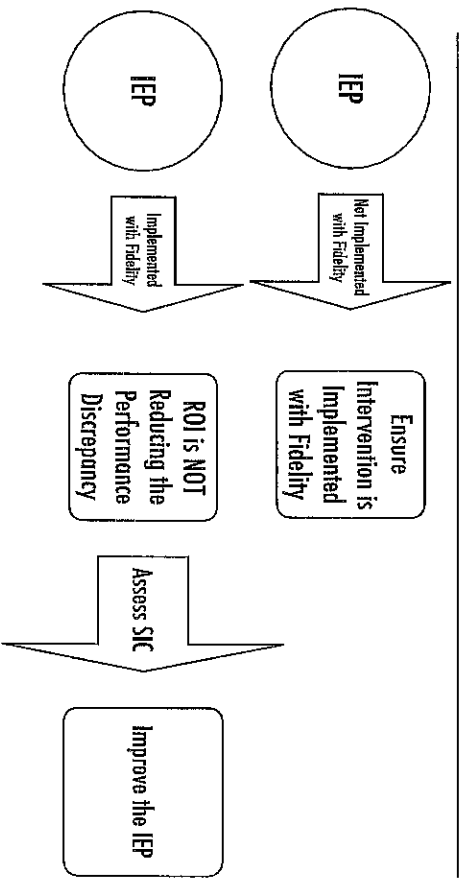 IEP
Not Implemented
with Fidelity
Ensure
Intervention is
Implemented
with Fidelity
IEP
Implemented
with Fidelity
ROI is NOT
Reducing the
Performance
Discrepancy
Assess SIC
Improve the IEP